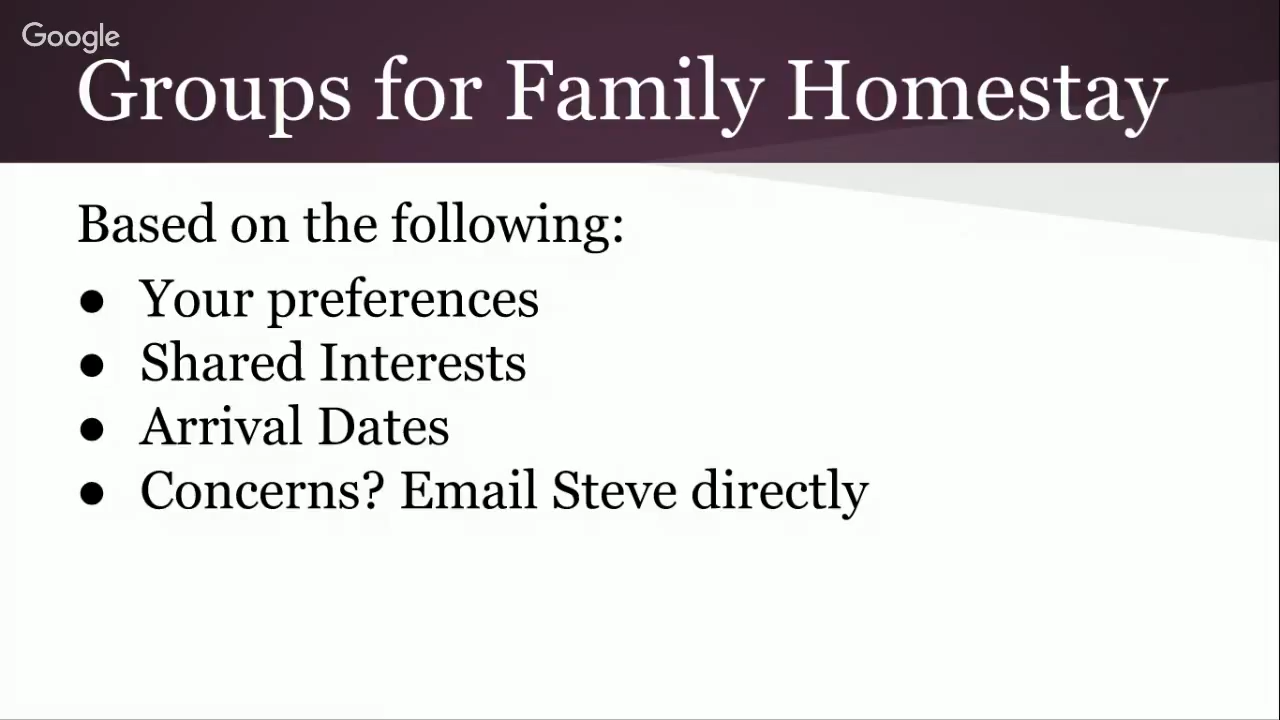 Google
Groups for Family Homestay
Based on the following:
● Your preferences
● Shared Interests
● Arrival Dates
● Concerns? Email Steve directly